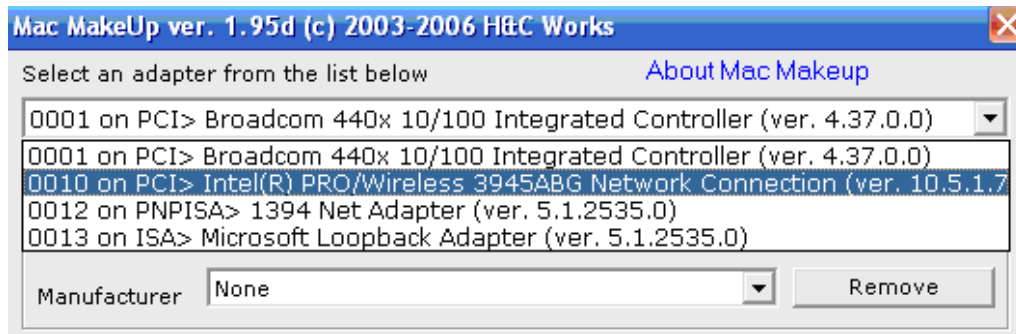 Mac MakeUp ver. 1.95d (c) 2003-2006 H&C Works
Select an adapter from the list below About Mac Makeup
0001 on PCI> Broadcom 440x 10/100 Integrated Controller (ver. 4.37.0.0)
0001 on PCI> Broadcom 440x 10/100 Integrated Controller (ver. 4.37.0.0)
0010 on PCI> Intel(R) PRO/Wireless 3945ABG Network Connection (ver. 10.5.1.7
0012 on PNPISA> 1394 Net Adapter (ver. 5.1.2535.0)
0013 on ISA> Microsoft Loopback Adapter (ver. 5.1.2535.0)
Manufacturer None Remove